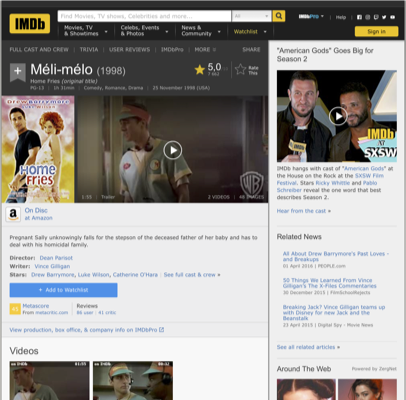 IMDb
Find Movies, TV shows, Celebrities and more...
All
IMDbPro
Help
Movies, TV
& Showtimes
Celebs, Events
& Photos
News &
Community
Watchlist
Sign in
FULL CAST AND CREW | TRIVIA | USER REVIEWS | IMDbPro | MORE
SHARE
Méli-mélo (1998)
Home Fries (original title)
PG-13 | 1h 31min | Comedy, Romance, Drama | 25 November 1998 (USA)
5,0
Rate
This
Drew Barrymore
Home
Fries
1:55 | Trailer
2 VIDEOS | 46 IMAGES
On Disc
at Amazon
Pregnant Sally unknowingly falls for the stepson of the deceased father of her baby and has to
deal with his homicidal family.
Director: Dean Parisot
Writer: Vince Gilligan
Stars: Drew Barrymore, Luke Wilson, Catherine O'Hara | See full cast & crew »
+ Add to Watchlist
Metascore
From metacritic.com
Reviews
86 user | 41 critic
View production, box office, & company info on IMDbPro
Videos
"American Gods" Goes Big for
Season 2
IMDb
AT
SXSW
IMDb hangs with cast of "American Gods" at
the House on the Rock at the SXSW Film
Festival. Stars Ricky Whittle and Pablo
Schreiber reveal the one word that best
describes Season 2.
Hear from the cast »
Related News
All About Drew Barrymore's Past Loves -
and Breakups
01 April 2016 | PEOPLE.com
50 Things We Learned From Vince
Gilligan's The X-Files Commentaries
30 December 2015 | FilmSchoolRejects
Breaking Jack? Vince Gilligan teams up
with Disney for new Jack and the
Beanstalk
23 April 2015 | Digital Spy - Movie News
See all related articles »
Around The Web
Powered by ZergNet